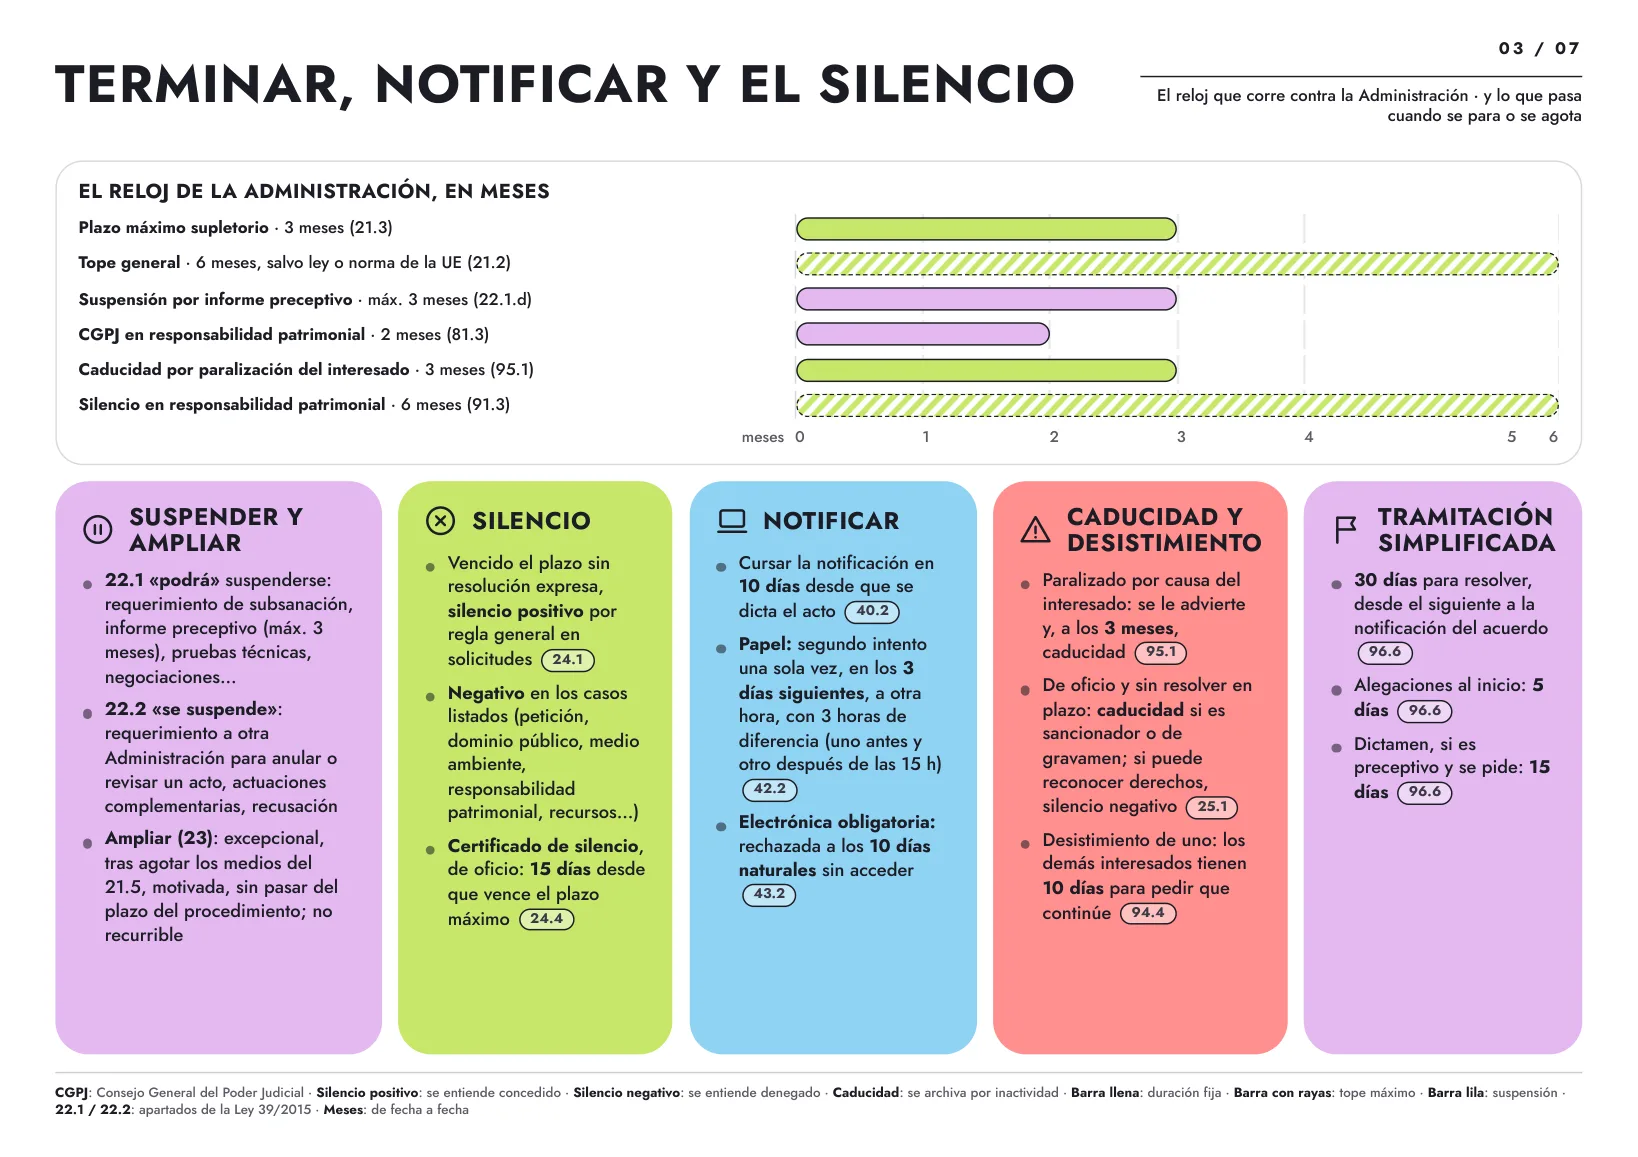 03 / 07
TERMINAR, NOTIFICAR Y EL SILENCIO
El reloj que corre contra la Administración · y lo que pasa
cuando se para o se agota
EL RELOJ DE LA ADMINISTRACIÓN, EN MESES
Plazo máximo supletorio · 3 meses (21.3)
Tope general · 6 meses, salvo ley o norma de la UE (21.2)
Suspensión por informe preceptivo · máx. 3 meses (22.1.d)
CGPJ en responsabilidad patrimonial · 2 meses (81.3)
Caducidad por paralización del interesado · 3 meses (95.1)
Silencio en responsabilidad patrimonial · 6 meses (91.3)
meses 0 1 2 3 4 5 6
SUSPENDER Y
AMPLIAR
22.1 «podrá» suspenderse:
requerimiento de subsanación,
informe preceptivo (máx. 3
meses), pruebas técnicas,
negociaciones...
22.2 «se suspende»:
requerimiento a otra
Administración para anular o
revisar un acto, actuaciones
complementarias, recusación
Ampliar (23): excepcional,
tras agotar los medios del
21.5, motivada, sin pasar del
plazo del procedimiento; no
recurrible
SILENCIO
Vencido el plazo sin
resolución expresa,
silencio positivo por
regla general en
solicitudes 24.1
Negativo en los casos
listados (petición,
dominio público, medio
ambiente,
responsabilidad
patrimonial, recursos...)
Certificado de silencio,
de oficio: 15 días desde
que vence el plazo
máximo 24.4
NOTIFICAR
Cursar la notificación en
10 días desde que se
dicta el acto 40.2
Papel: segundo intento
una sola vez, en los 3
días siguientes, a otra
hora, con 3 horas de
diferencia (uno antes y
otro después de las 15 h)
42.2
Electrónica obligatoria:
rechazada a los 10 días
naturales sin acceder
43.2
CADUCIDAD Y
DESISTIMIENTO
Paralizado por causa del
interesado: se le advierte
y, a los 3 meses,
caducidad 95.1
De oficio y sin resolver en
plazo: caducidad si es
sancionador o de
gravamen; si puede
reconocer derechos,
silencio negativo 25.1
Desistimiento de uno: los
demás interesados tienen
10 días para pedir que
continúe 94.4
TRAMITACIÓN
SIMPLIFICADA
30 días para resolver,
desde el siguiente a la
notificación del acuerdo
96.6
Alegaciones al inicio: 5
días 96.6
Dictamen, si es
preceptivo y se pide: 15
días 96.6
CGPJ: Consejo General del Poder Judicial · Silencio positivo: se entiende concedido · Silencio negativo: se entiende denegado · Caducidad: se archiva por inactividad · Barra llena: duración fija · Barra con rayas: tope máximo · Barra lila: suspensión ·
22.1 / 22.2: apartados de la Ley 39/2015 · Meses: de fecha a fecha